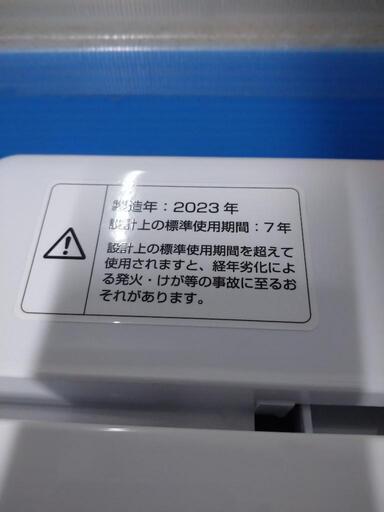 製造年：2023年
設計上の標準使用期間：7年
設計上の標準使用期間を超えて
使用されますと、経年劣化によ
る発火・けが等の事故に至るお
それがあります。